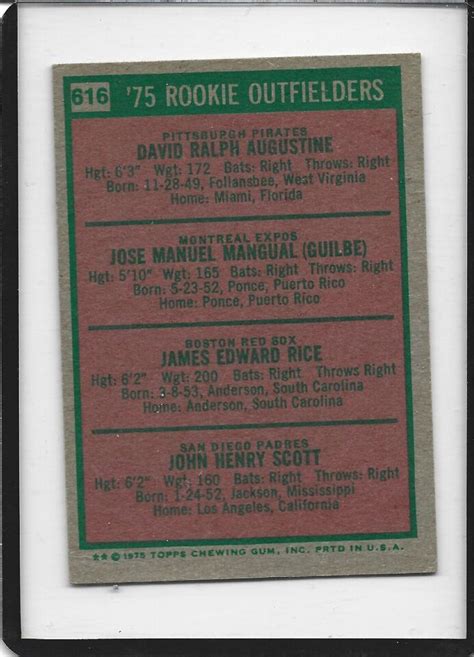 616 '75 ROOKIE OUTFIELDERS
PITTSBURGH PIRATES
DAVID RALPH AUGUSTINE
Hgt: 6'3" Wgt: 172 Bats: Right Throws: Right
Born: 11-28-49, Follansbee, West Virginia
Home: Miami, Florida
MONTREAL EXPOS
JOSE MANUEL MANGUAL (GUILBE)
Hgt: 5'10" Wgt: 165 Bats: Right Throws: Right
Born: 5-23-52, Ponce, Puerto Rico
Home: Ponce, Puerto Rico
BOSTON RED SOX
JAMES EDWARD RICE
Hgt: 6'2" Wgt: 200 Bats: Right Throws Right
Born: 3-8-53, Anderson, South Carolina
Home: Anderson, South Carolina
SAN DIEGO PADRES
JOHN HENRY SCOTT
Hgt: 6'2" Wgt: 160 Bats: Right Throws: Right
Born: 1-24-52, Jackson, Mississippi
Home: Los Angeles, California
★★ © 1975 TOPPS CHEWING GUM, INC. PRTD IN U.S.A.